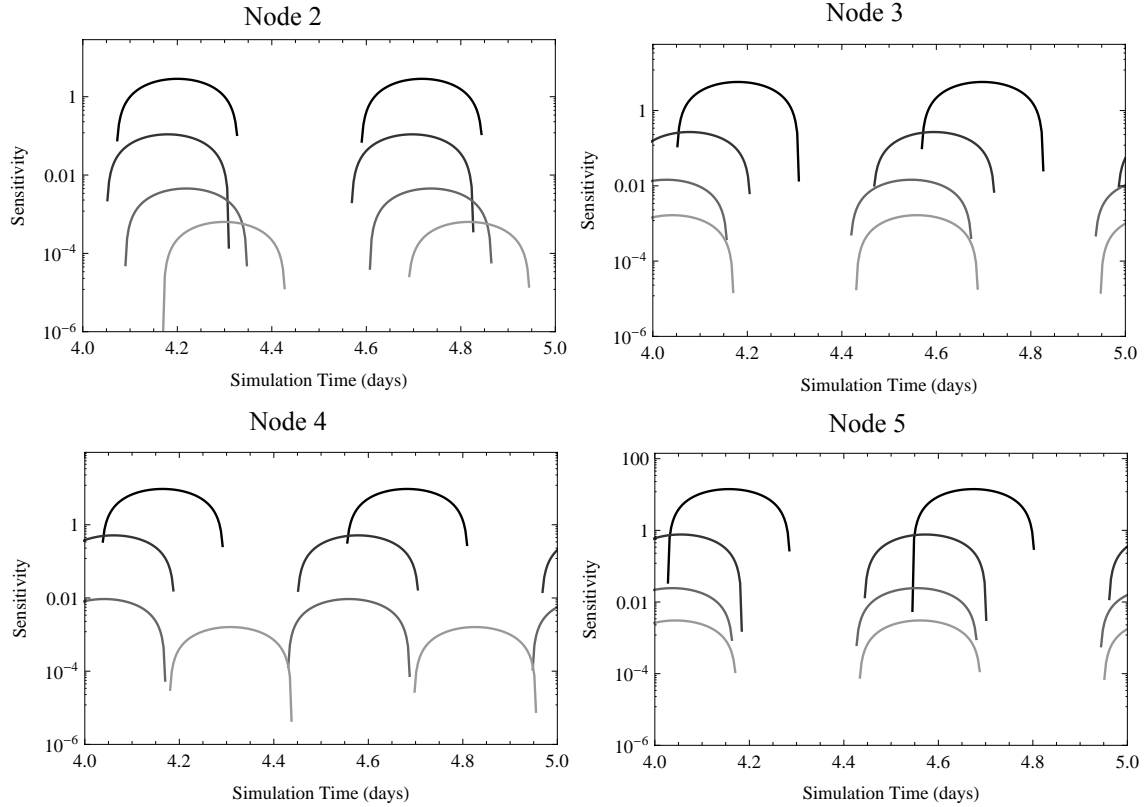 Node 2
Sensitivity
1
0.01
10^-4
10^-6
4.0 4.2 4.4 4.6 4.8 5.0
Simulation Time (days)
Node 3
Sensitivity
1
0.01
10^-4
10^-6
4.0 4.2 4.4 4.6 4.8 5.0
Simulation Time (days)
Node 4
Sensitivity
1
0.01
10^-4
10^-6
4.0 4.2 4.4 4.6 4.8 5.0
Simulation Time (days)
Node 5
Sensitivity
100
1
0.01
10^-4
10^-6
4.0 4.2 4.4 4.6 4.8 5.0
Simulation Time (days)